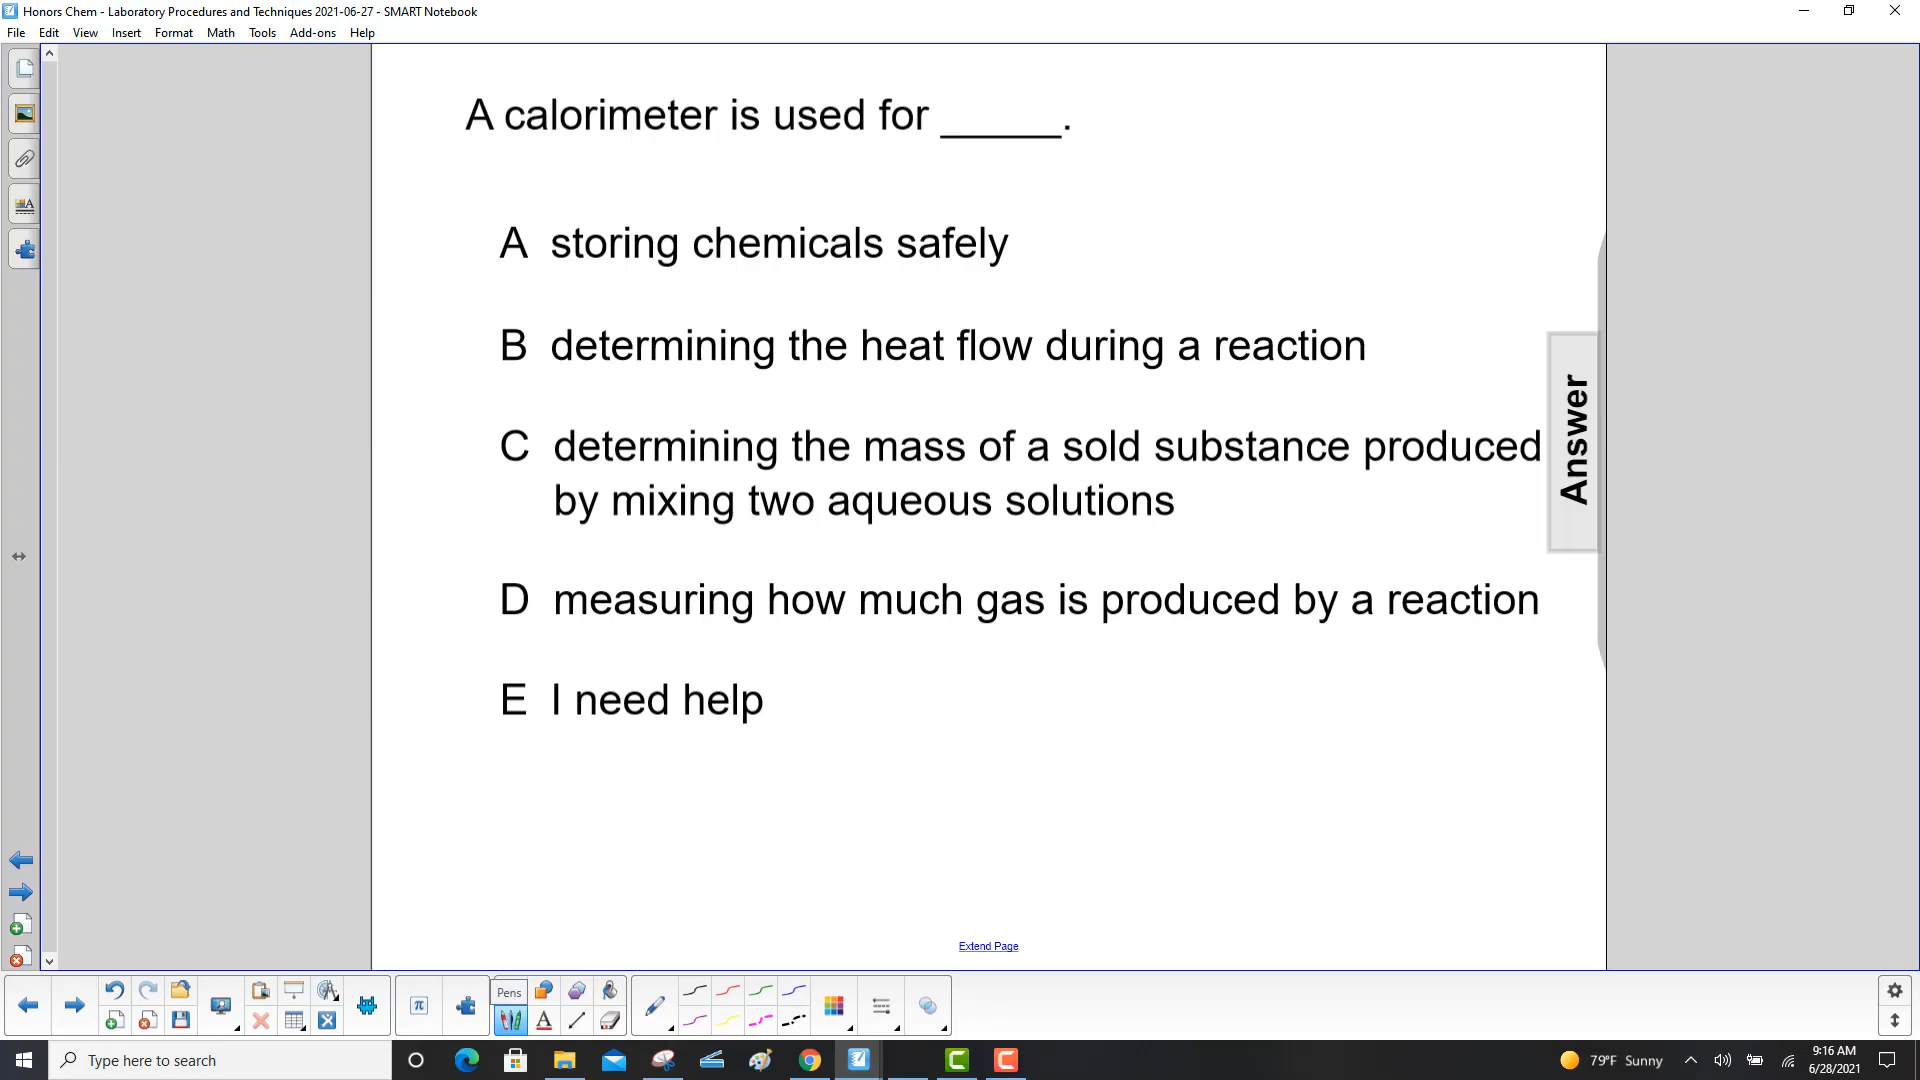 Honors Chem - Laboratory Procedures and Techniques 2021-06-27 - SMART Notebook
File Edit View Insert Format Math Tools Add-ons Help
A calorimeter is used for ______.
A storing chemicals safely
B determining the heat flow during a reaction
C determining the mass of a sold substance produced
by mixing two aqueous solutions
D measuring how much gas is produced by a reaction
E I need help
Answer
Extend Page
Pens
Type here to search
79°F Sunny
9:16 AM
6/28/2021